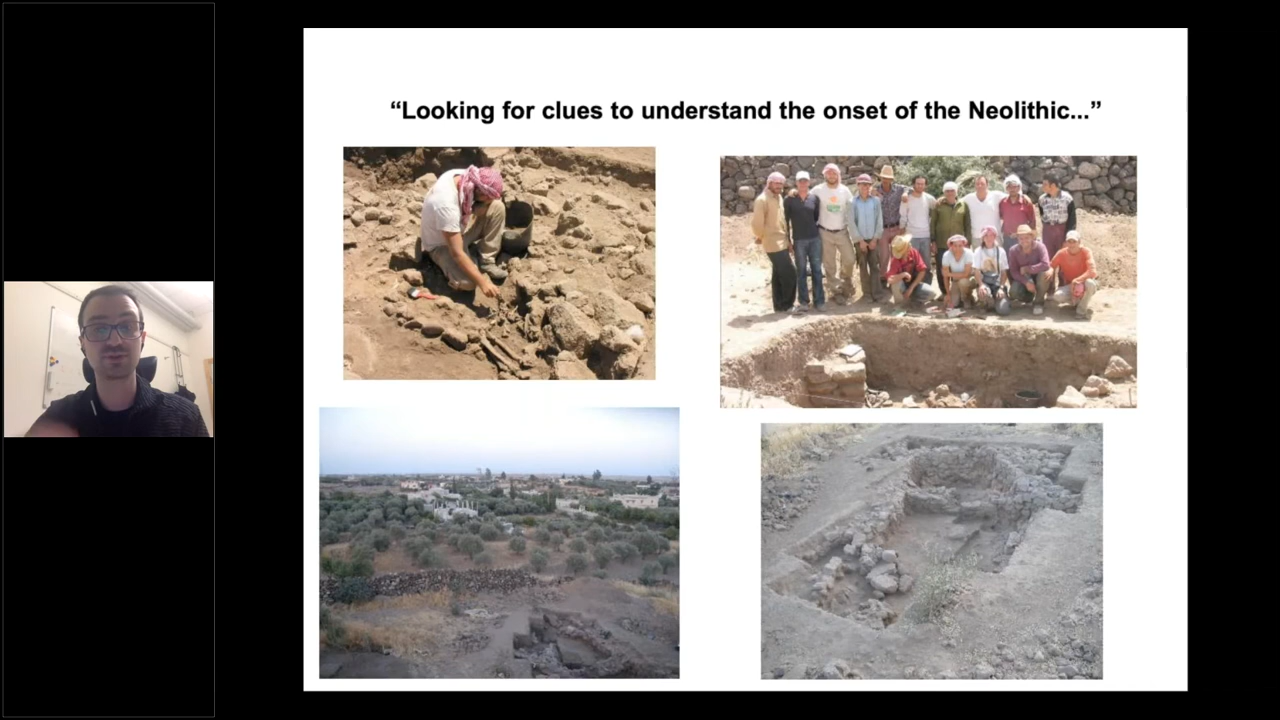 “Looking for clues to understand the onset of the Neolithic...”